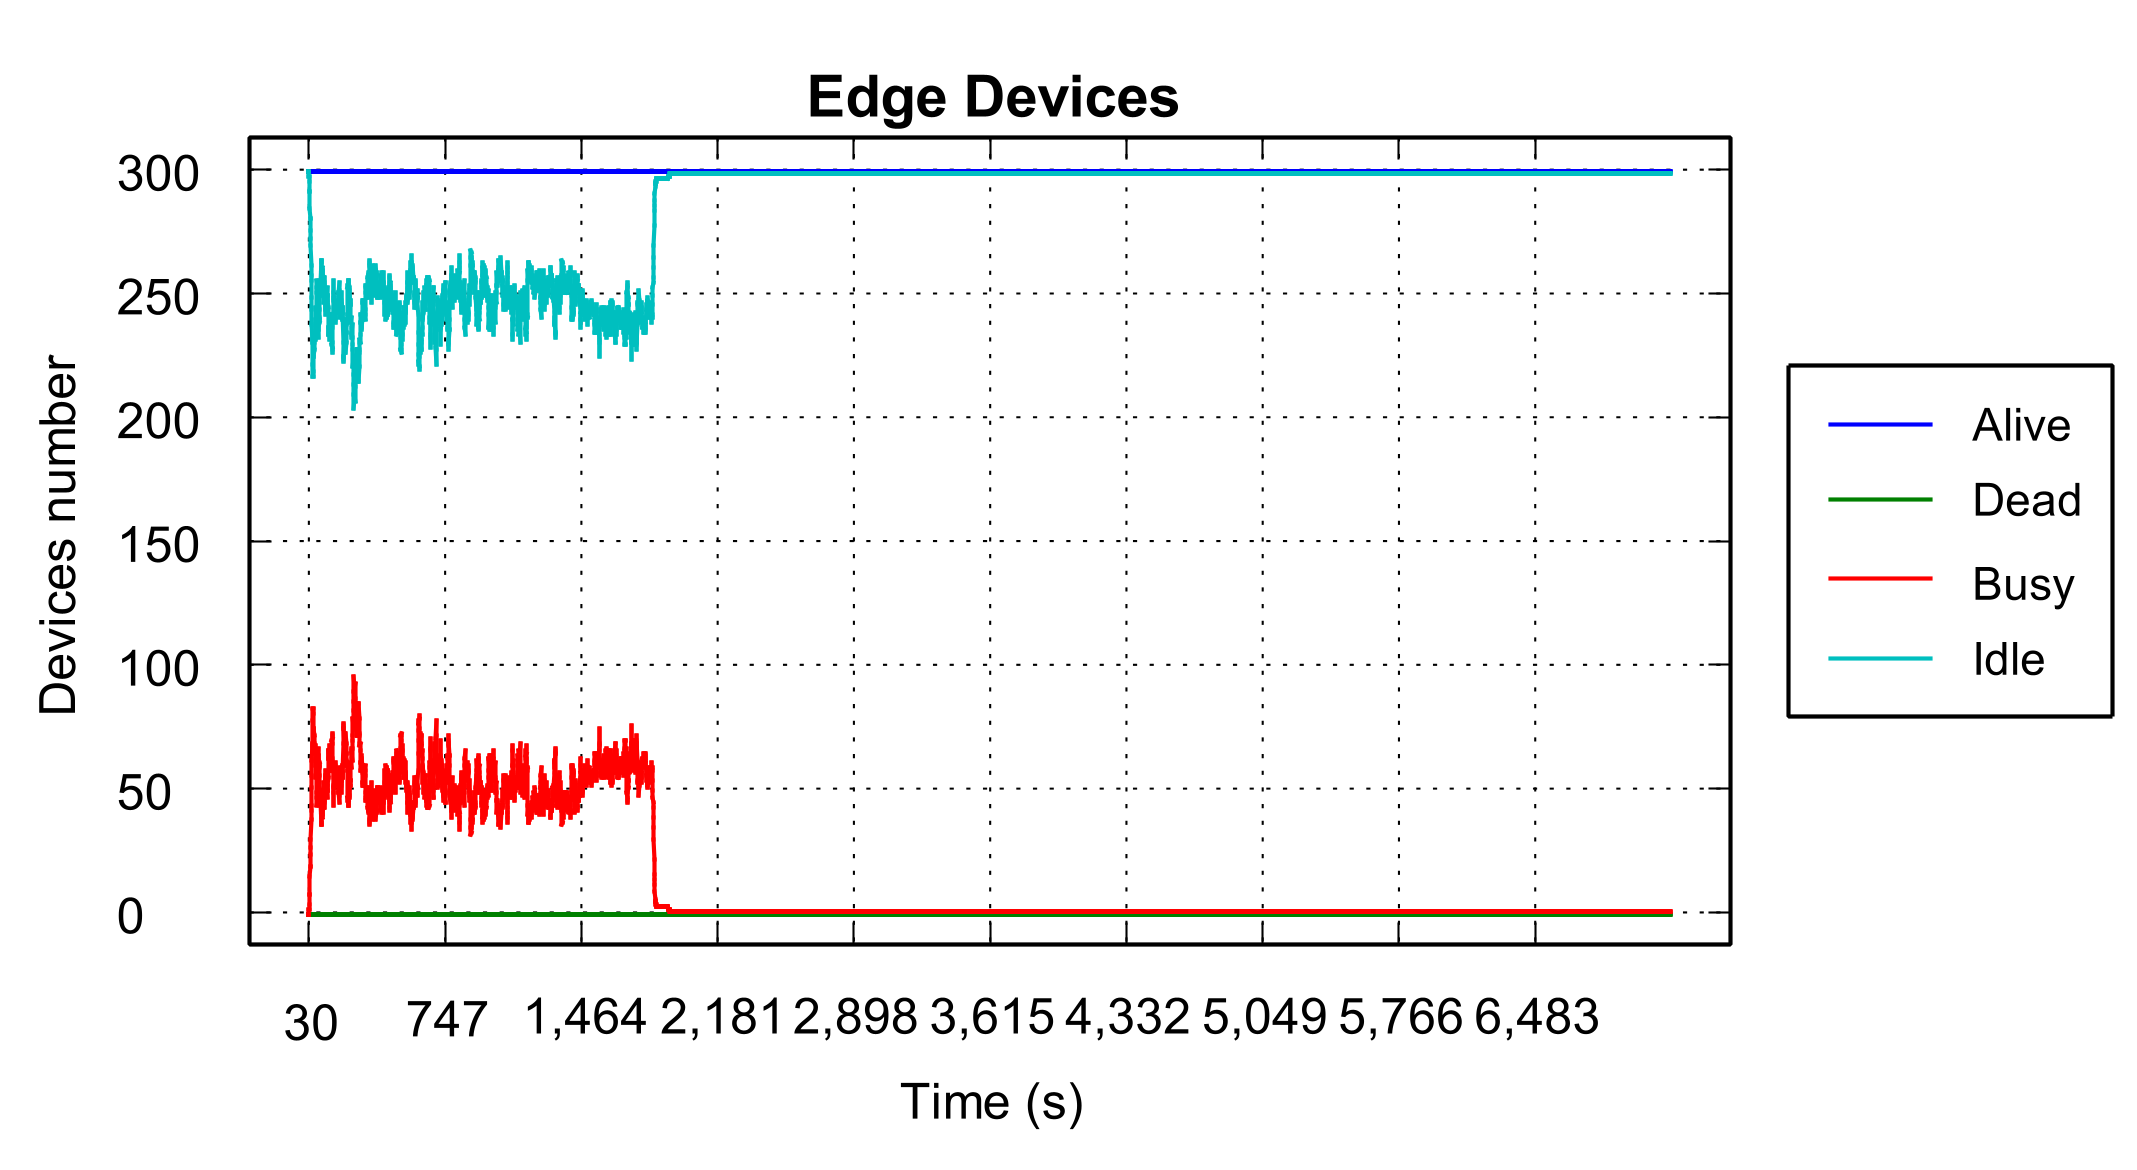 Edge Devices
300
250
200
150
100
50
0
Devices number
30 747 1,464 2,181 2,898 3,615 4,332 5,049 5,766 6,483
Time (s)
Alive
Dead
Busy
Idle